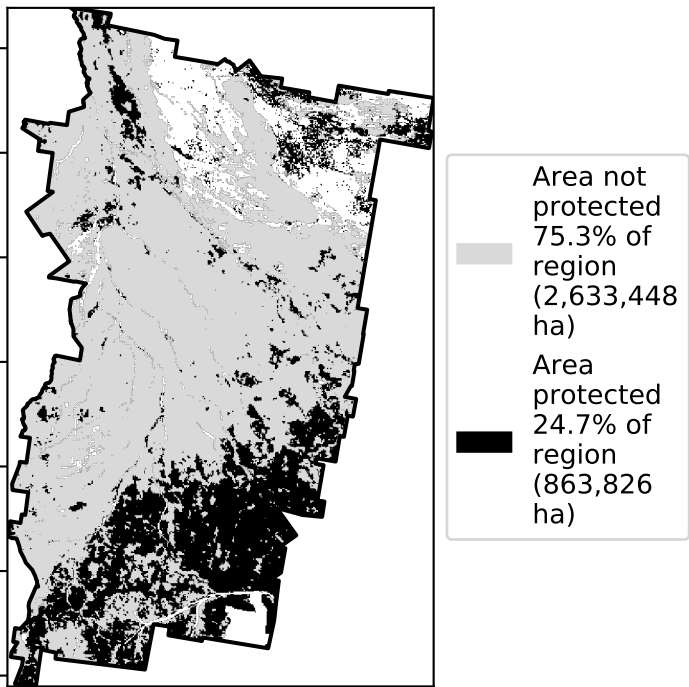 Area not
protected
75.3% of
region
(2,633,448
ha)
Area
protected
24.7% of
region
(863,826
ha)